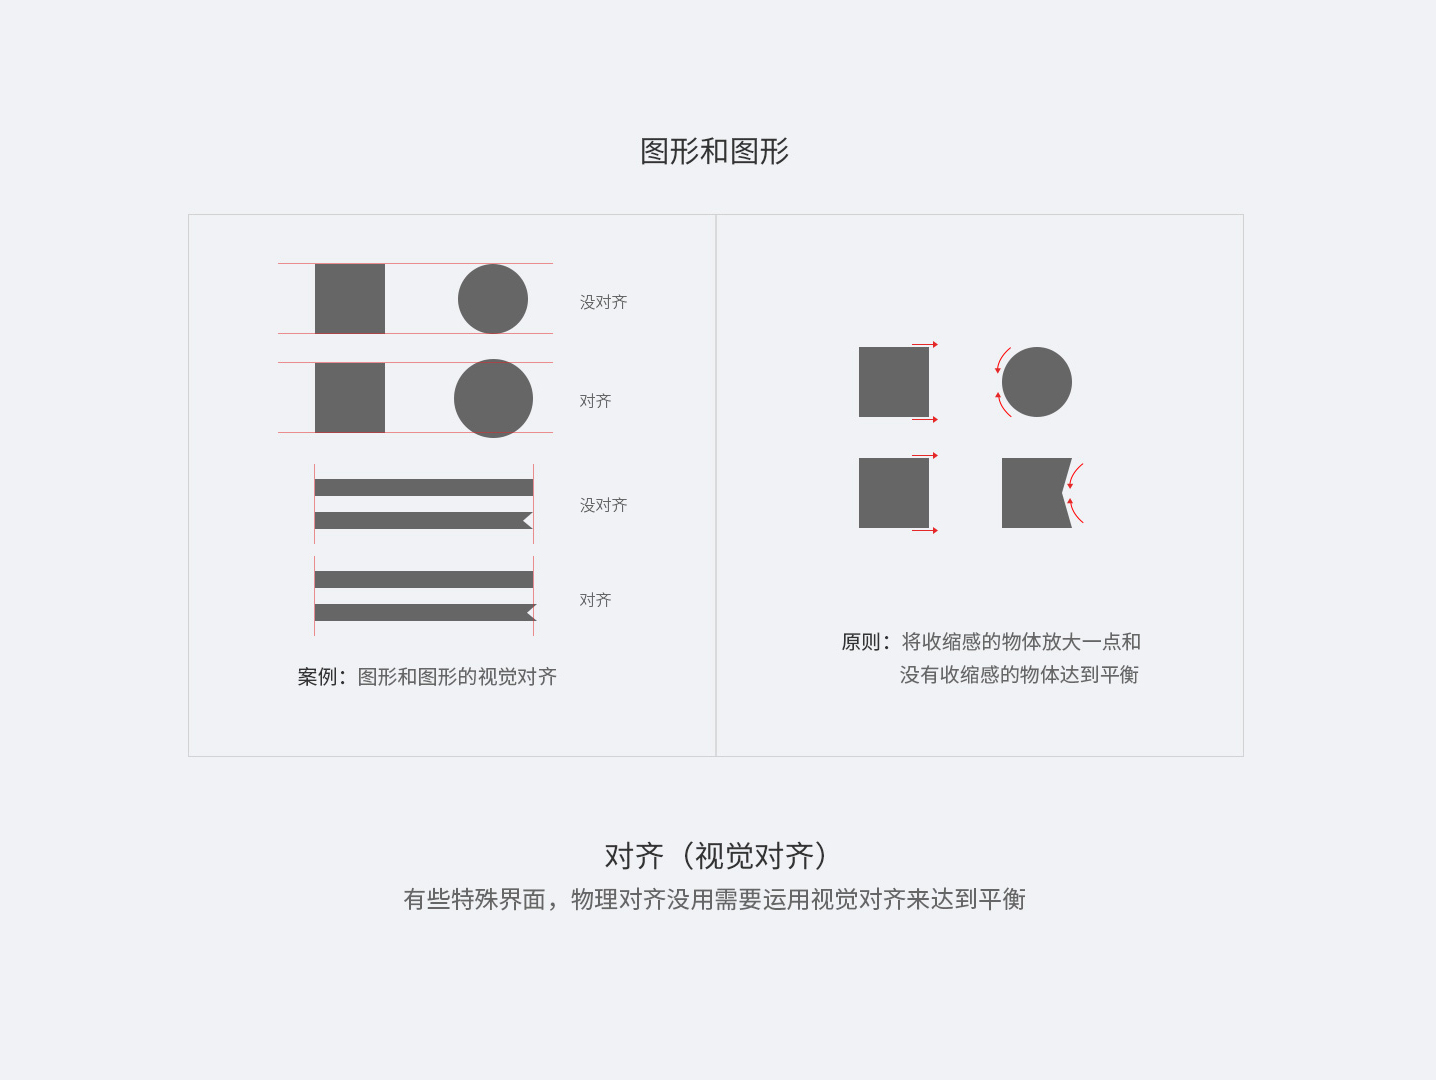 图形和图形
没对齐
对齐
没对齐
对齐
案例：图形和图形的视觉对齐
原则：将收缩感的物体放大一点和
没有收缩感的物体达到平衡
对齐（视觉对齐）
有些特殊界面，物理对齐没用需要运用视觉对齐来达到平衡